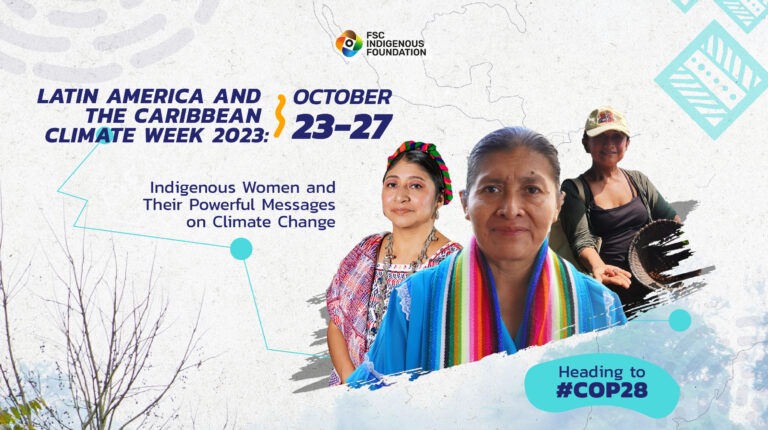 FSC
INDIGENOUS
FOUNDATION
LATIN AMERICA AND
THE CARIBBEAN
CLIMATE WEEK 2023:
OCTOBER
23-27
Indigenous Women and
Their Powerful Messages
on Climate Change
Heading to
#COP28